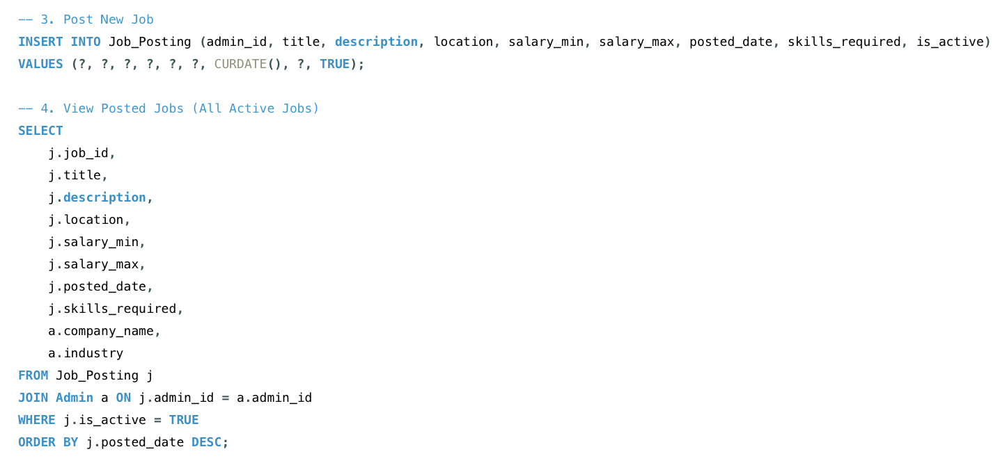 -- 3. Post New Job
INSERT INTO Job_Posting (admin_id, title, description, location, salary_min, salary_max, posted_date, skills_required, is_active)
VALUES (?, ?, ?, ?, ?, ?, CURDATE(), ?, TRUE);

-- 4. View Posted Jobs (All Active Jobs)
SELECT
    j.job_id,
    j.title,
    j.description,
    j.location,
    j.salary_min,
    j.salary_max,
    j.posted_date,
    j.skills_required,
    a.company_name,
    a.industry
FROM Job_Posting j
JOIN Admin a ON j.admin_id = a.admin_id
WHERE j.is_active = TRUE
ORDER BY j.posted_date DESC;